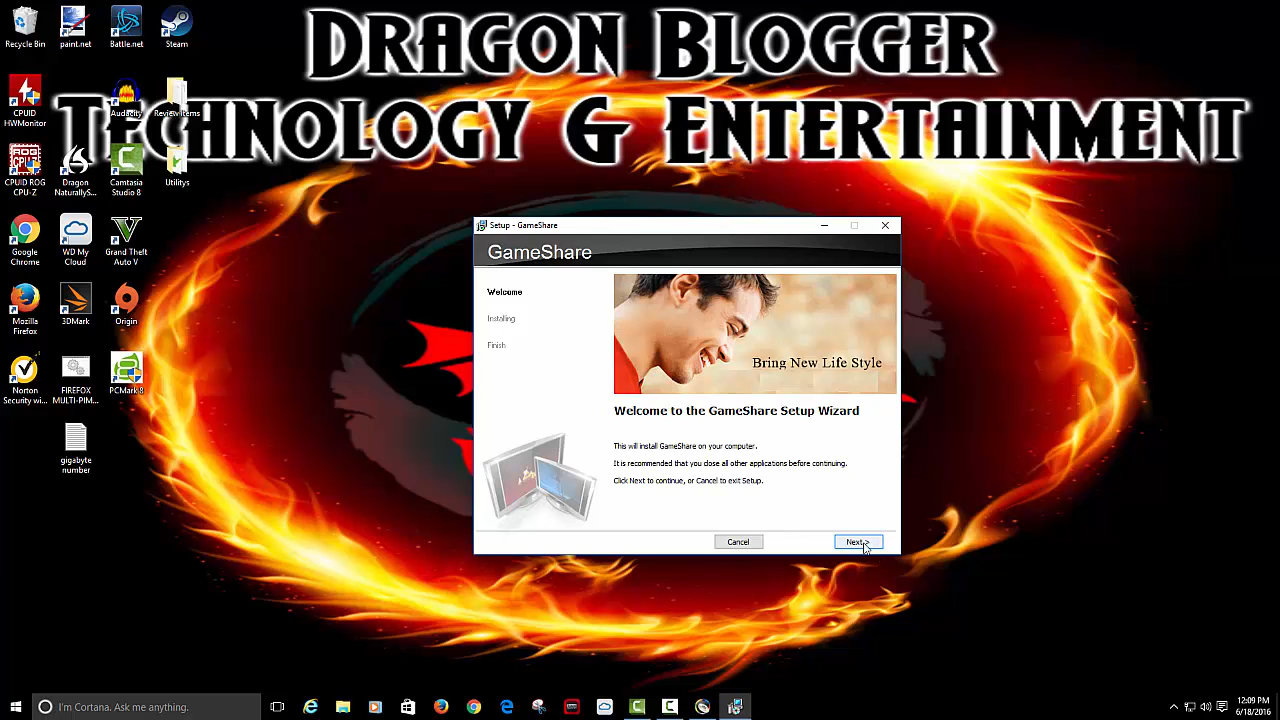 DRAGON BLOGGER
TECHNOLOGY & ENTERTAINMENT
Recycle Bin
paint.net
Battle.net
Steam
CPUID
HWMonitor
Audacity
Review Items
CPUID ROG
CPU-Z
Dragon
NaturallyS...
Camtasia
Studio 8
Utilitys
Google
Chrome
WD My
Cloud
Grand Theft
Auto V
Mozilla
Firefox
3DMark
Origin
Norton
Security wi...
FIREFOX
MULTI-PIM...
PCMark 8
gigabyte
number
Setup - GameShare
GameShare
Welcome
Installing
Finish
Bring New Life Style
Welcome to the GameShare Setup Wizard
This will install GameShare on your computer.
It is recommended that you close all other applications before continuing.
Click Next to continue, or Cancel to exit Setup.
Cancel
Next >
I'm Cortana. Ask me anything.
12:09 PM
6/18/2016